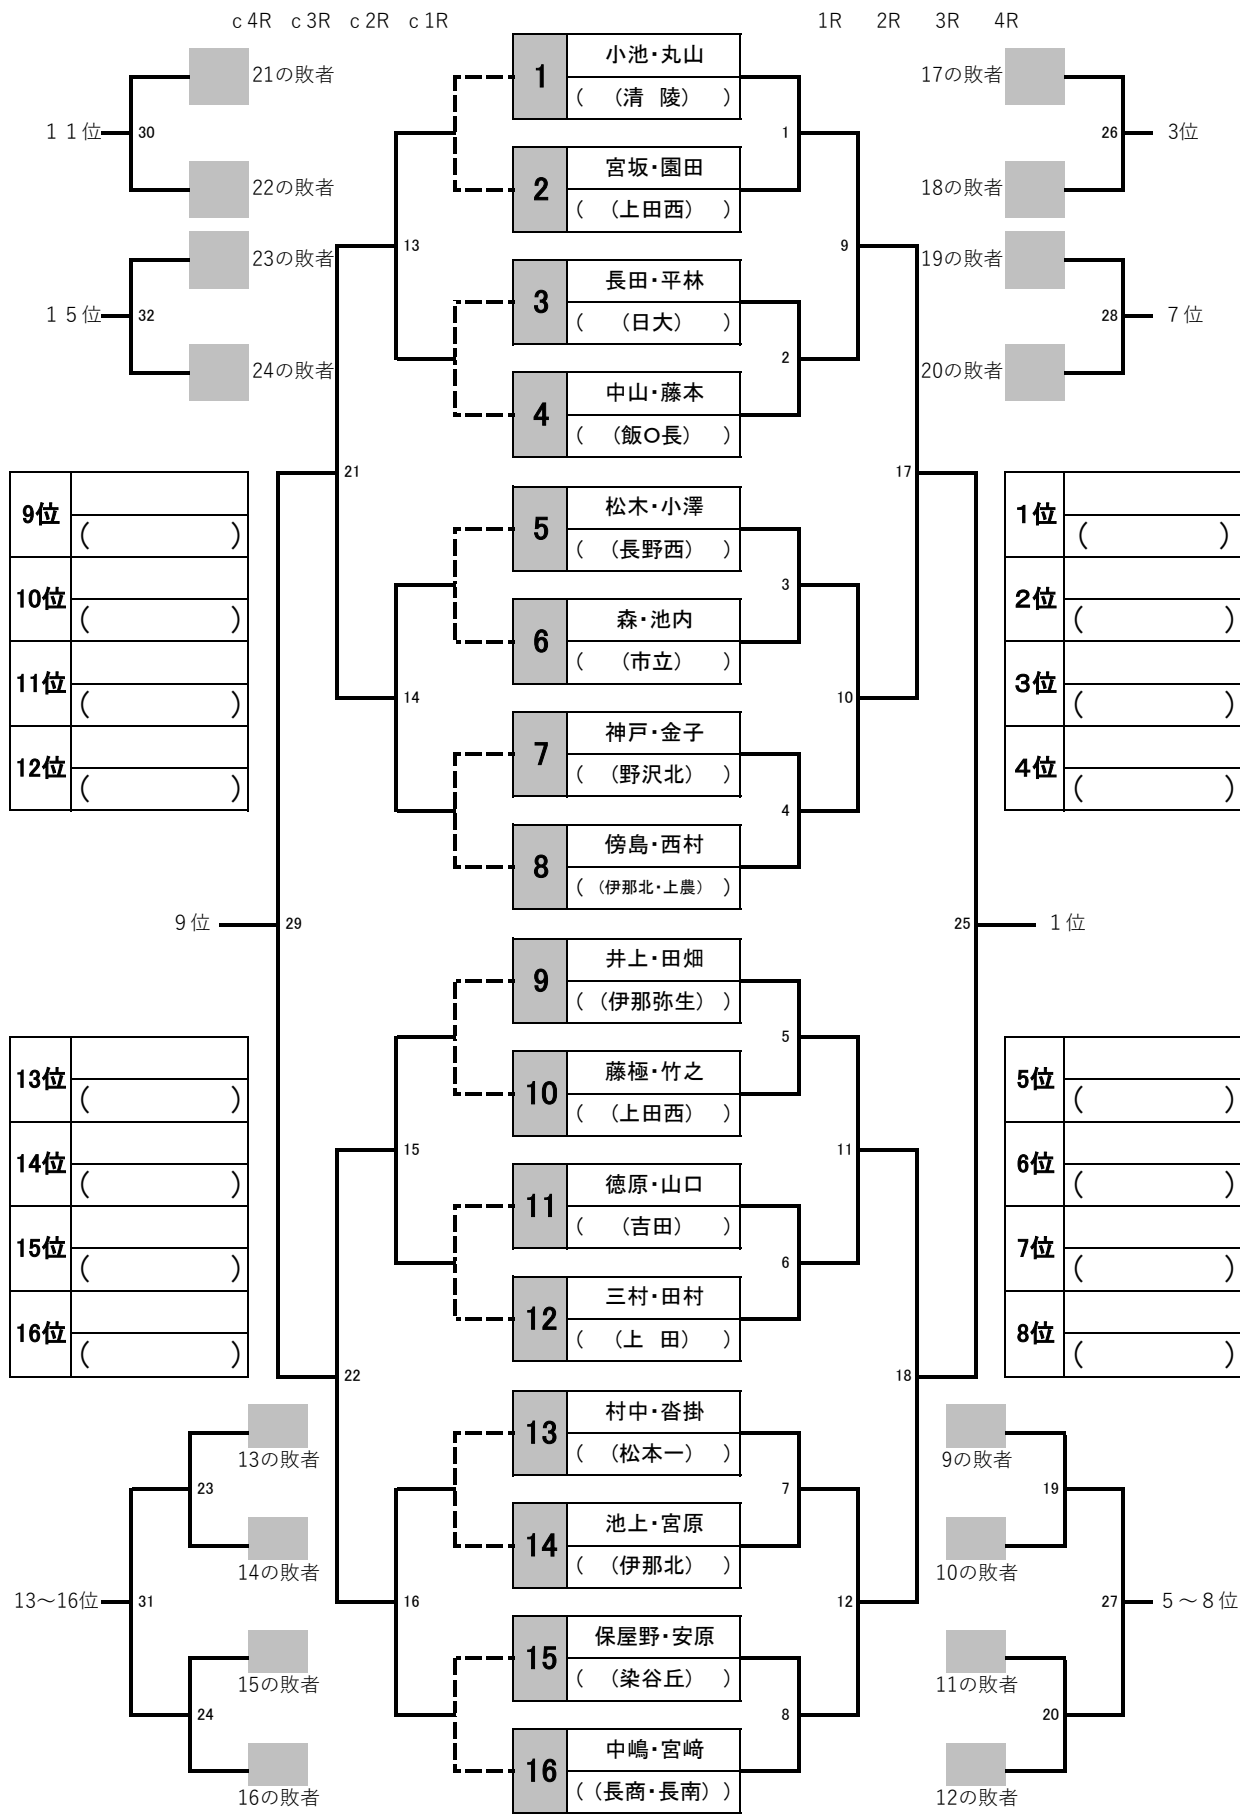 c 4R c 3R c 2R c 1R
1R 2R 3R 4R
21の敗者
１１位
30
22の敗者
23の敗者
１５位
32
24の敗者
17の敗者
26
3位
18の敗者
19の敗者
28
７位
20の敗者
1
小池・丸山
( (清 陵) )
2
宮坂・園田
( (上田西) )
3
長田・平林
( (日大) )
4
中山・藤本
( (飯O長) )
5
松木・小澤
( (長野西) )
6
森・池内
( (市立) )
7
神戸・金子
( (野沢北) )
8
傍島・西村
( (伊那北・上農) )
9
井上・田畑
( (伊那弥生) )
10
藤極・竹之
( (上田西) )
11
徳原・山口
( (吉田) )
12
三村・田村
( (上 田) )
13
村中・沓掛
( (松本一) )
14
池上・宮原
( (伊那北) )
15
保屋野・安原
( (染谷丘) )
16
中嶋・宮﨑
( (長商・長南) )
13
14
15
16
21
22
29
９位
1
2
3
4
5
6
7
8
9
10
11
12
17
18
25
１位
9位
( )
10位
( )
11位
( )
12位
( )
13位
( )
14位
( )
15位
( )
16位
( )
1位
( )
2位
( )
3位
( )
4位
( )
5位
( )
6位
( )
7位
( )
8位
( )
13の敗者
23
14の敗者
13～16位
31
15の敗者
24
16の敗者
9の敗者
19
10の敗者
27
５～８位
11の敗者
20
12の敗者